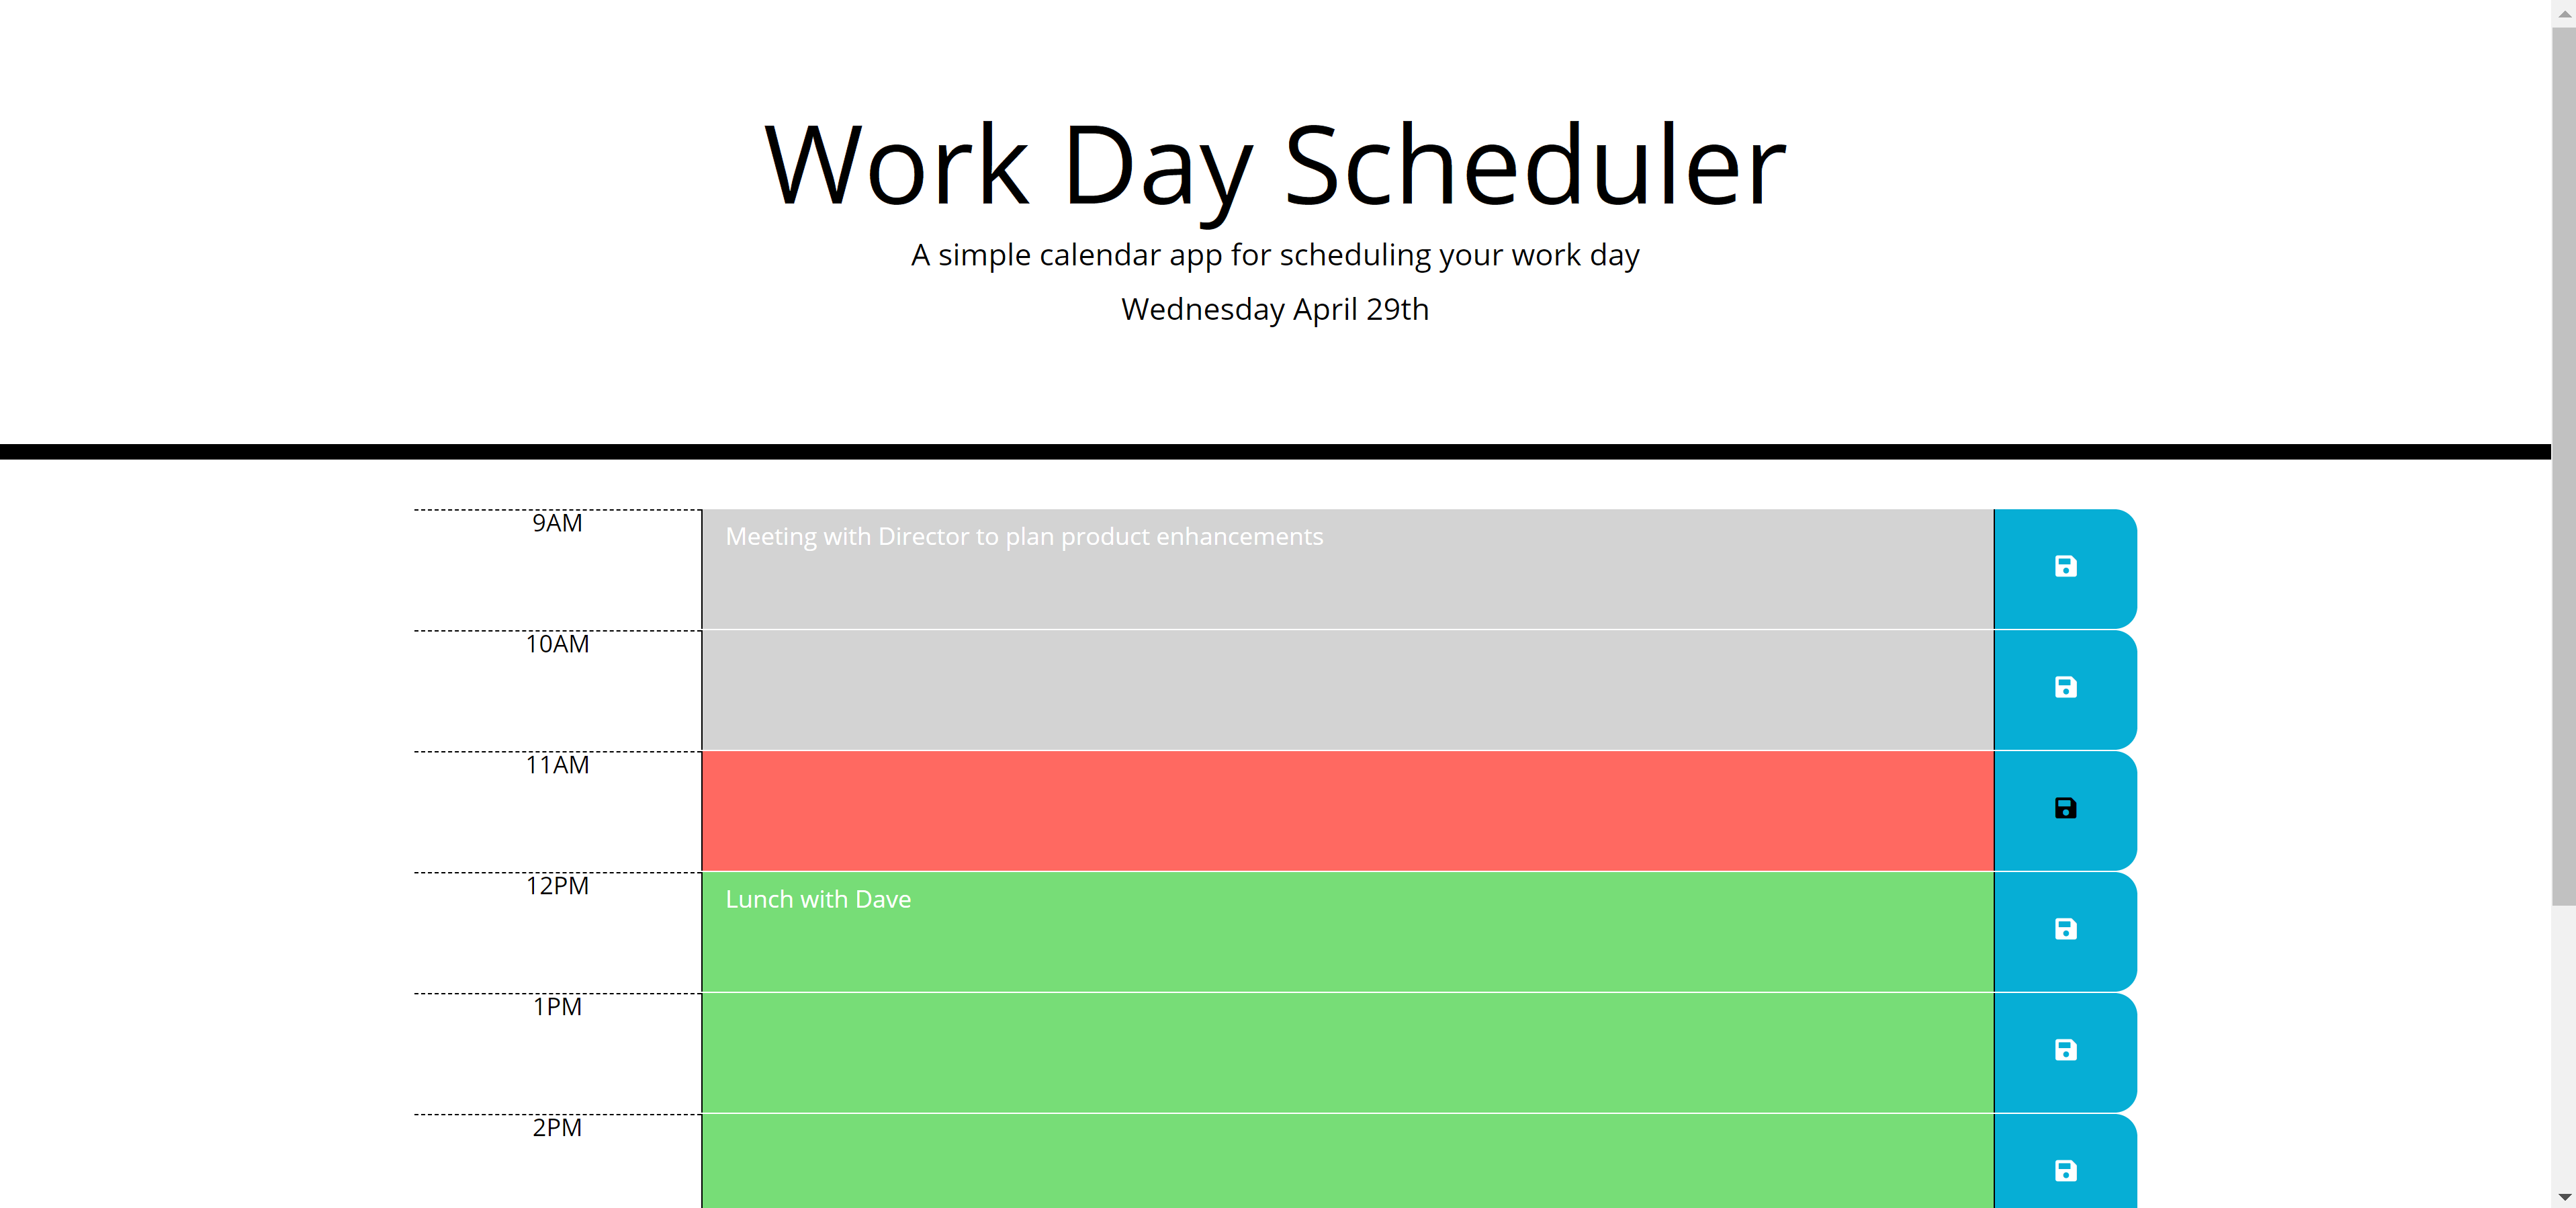 Work Day Scheduler
A simple calendar app for scheduling your work day
Wednesday April 29th
9AM
Meeting with Director to plan product enhancements
10AM
11AM
12PM
Lunch with Dave
1PM
2PM